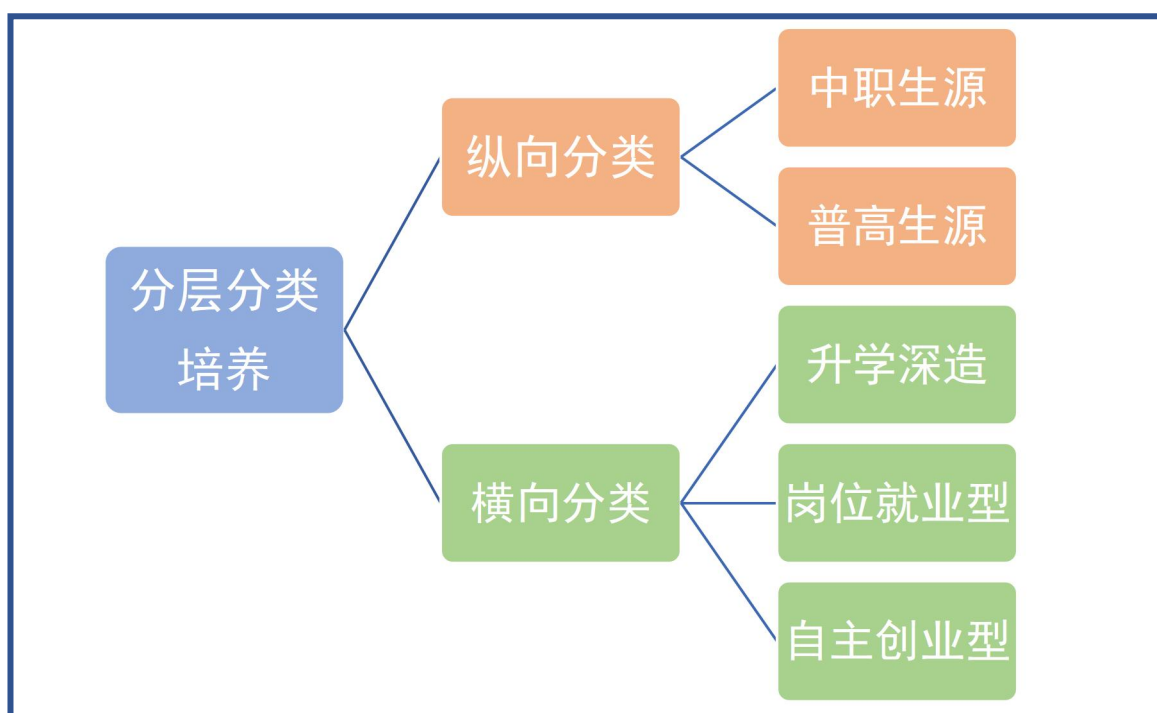 分层分类
培养
纵向分类
中职生源
普高生源
横向分类
升学深造
岗位就业型
自主创业型